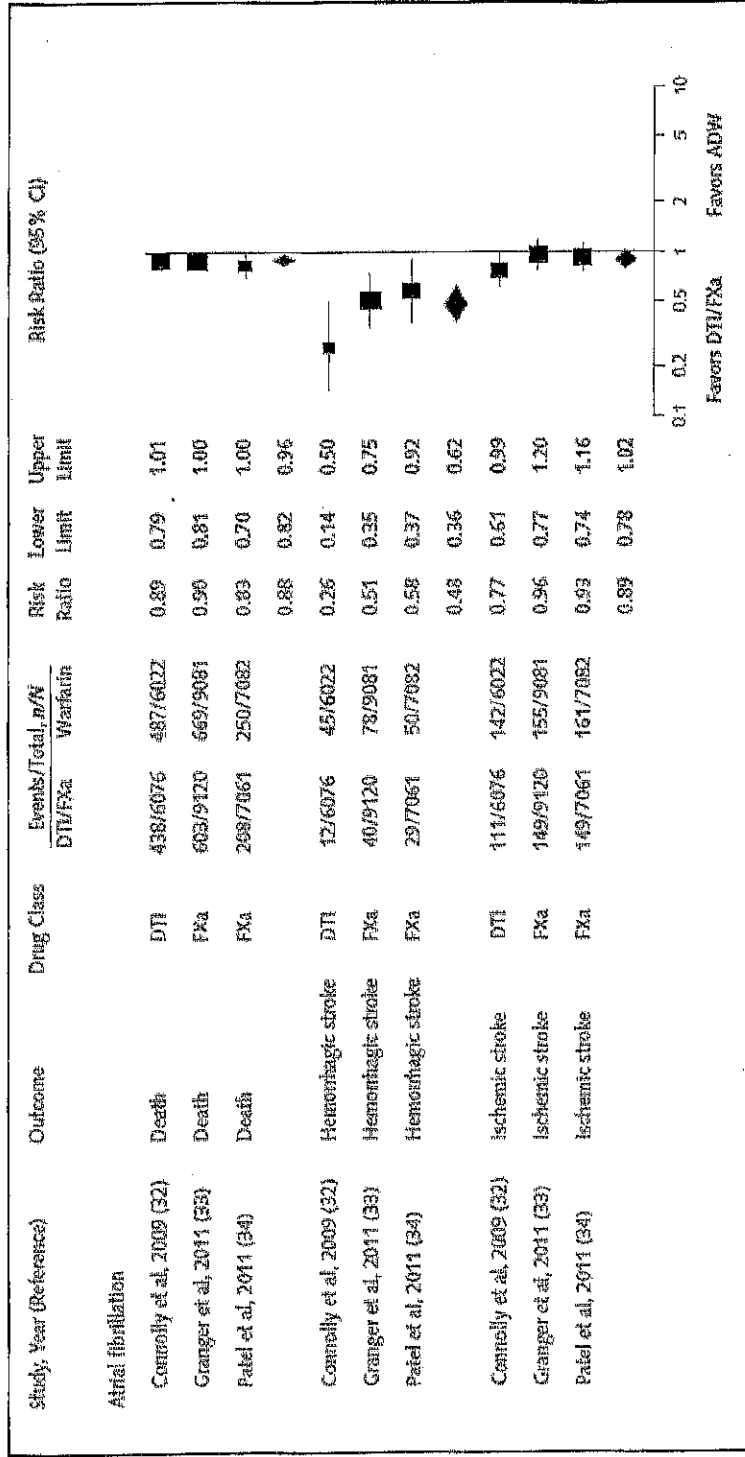 Study, Year (Reference) Outcome Drug Class Events/Total, n/N Risk Ratio Lower Limit Upper Limit Risk Ratio (95% CI)
DTI/FXa Warfarin
Atrial fibrillation
Connolly et al, 2009 (32) Death DTI 438/6076 487/6022 0.89 0.79 1.01
Granger et al, 2011 (33) Death FXa 603/9120 669/9081 0.90 0.81 1.00
Patel et al, 2011 (34) Death FXa 208/7061 250/7082 0.83 0.70 1.00
0.88 0.82 0.96
Connolly et al, 2009 (32) Hemorrhagic stroke DTI 12/6076 45/6022 0.26 0.14 0.50
Granger et al, 2011 (33) Hemorrhagic stroke FXa 40/9120 78/9081 0.51 0.35 0.75
Patel et al, 2011 (34) Hemorrhagic stroke FXa 29/7061 50/7082 0.58 0.37 0.92
0.48 0.36 0.62
Connolly et al, 2009 (32) Ischemic stroke DTI 111/6076 142/6022 0.77 0.61 0.99
Granger et al, 2011 (33) Ischemic stroke FXa 149/9120 155/9081 0.96 0.77 1.20
Patel et al, 2011 (34) Ischemic stroke FXa 149/7061 161/7082 0.93 0.74 1.16
0.89 0.78 1.02
0.1 0.2 0.5 1 2 5 10
Favors DTI/FXa Favors ADW